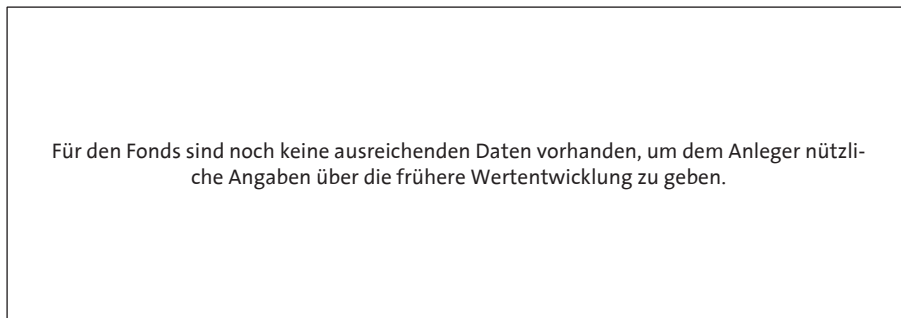 Für den Fonds sind noch keine ausreichenden Daten vorhanden, um dem Anleger nützli-
che Angaben über die frühere Wertentwicklung zu geben.